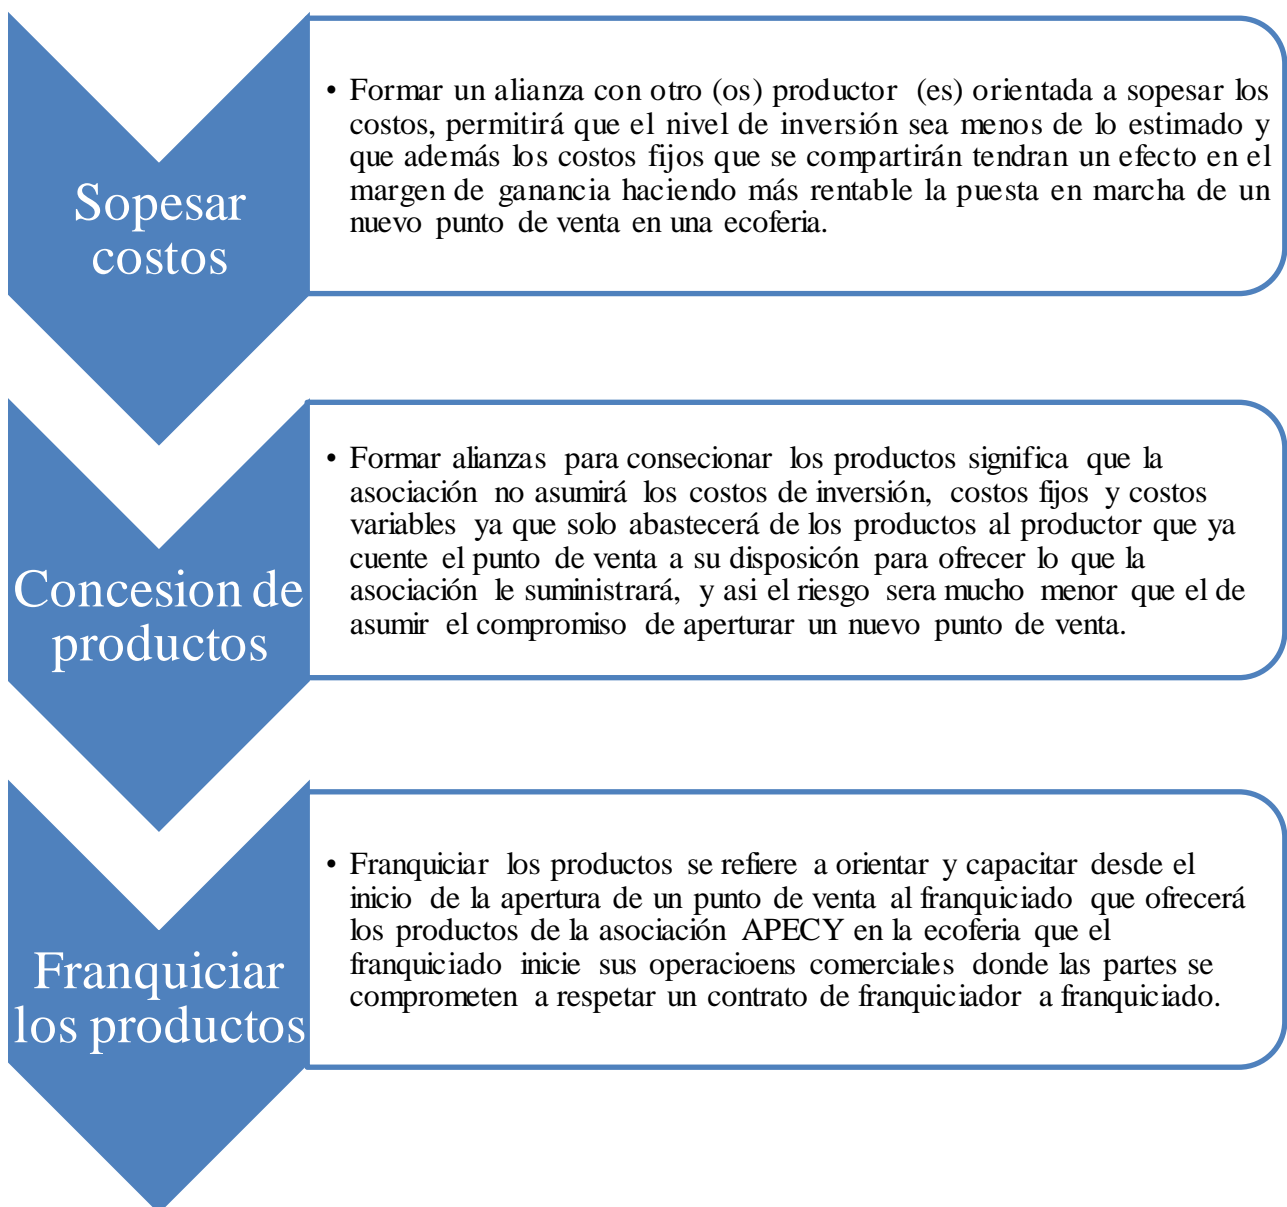 Sopesar
costos
• Formar un alianza con otro (os) productor (es) orientada a sopesar los
costos, permitirá que el nivel de inversión sea menos de lo estimado y
que además los costos fijos que se compartirán tendran un efecto en el
margen de ganancia haciendo más rentable la puesta en marcha de un
nuevo punto de venta en una ecoferia.
Concesion de
productos
• Formar alianzas para consecionar los productos significa que la
asociación no asumirá los costos de inversión, costos fijos y costos
variables ya que solo abastecerá de los productos al productor que ya
cuente el punto de venta a su disposicón para ofrecer lo que la
asociación le suministrará, y asi el riesgo sera mucho menor que el de
asumir el compromiso de aperturar un nuevo punto de venta.
Franquiciar
los productos
• Franquiciar los productos se refiere a orientar y capacitar desde el
inicio de la apertura de un punto de venta al franquiciado que ofrecerá
los productos de la asociación APECY en la ecoferia que el
franquiciado inicie sus operacioens comerciales donde las partes se
comprometen a respetar un contrato de franquiciador a franquiciado.